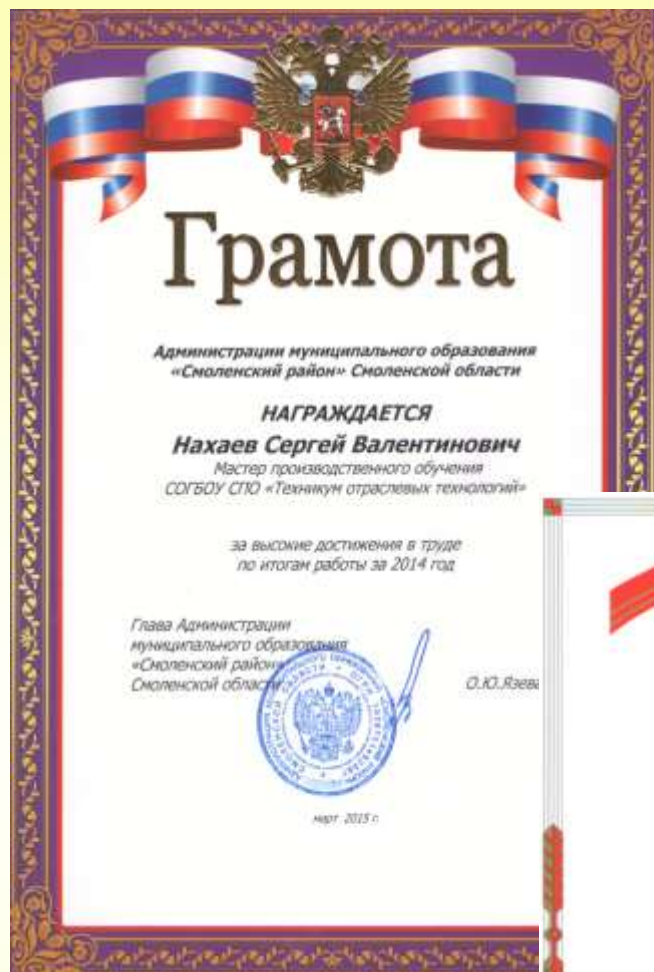 Грамота
Администрации муниципального образования
«Смоленский район» Смоленской области
НАГРАЖДАЕТСЯ
Нахаев Сергей Валентинович
Мастер производственного обучения
СОГБОУ СПО «Техникум отраслевых технологий»
за высокие достижения в труде
по итогам работы за 2014 год
Глава Администрации
муниципального образования
«Смоленский район»
Смоленской области
О.Ю.Язева
март 2015 г.